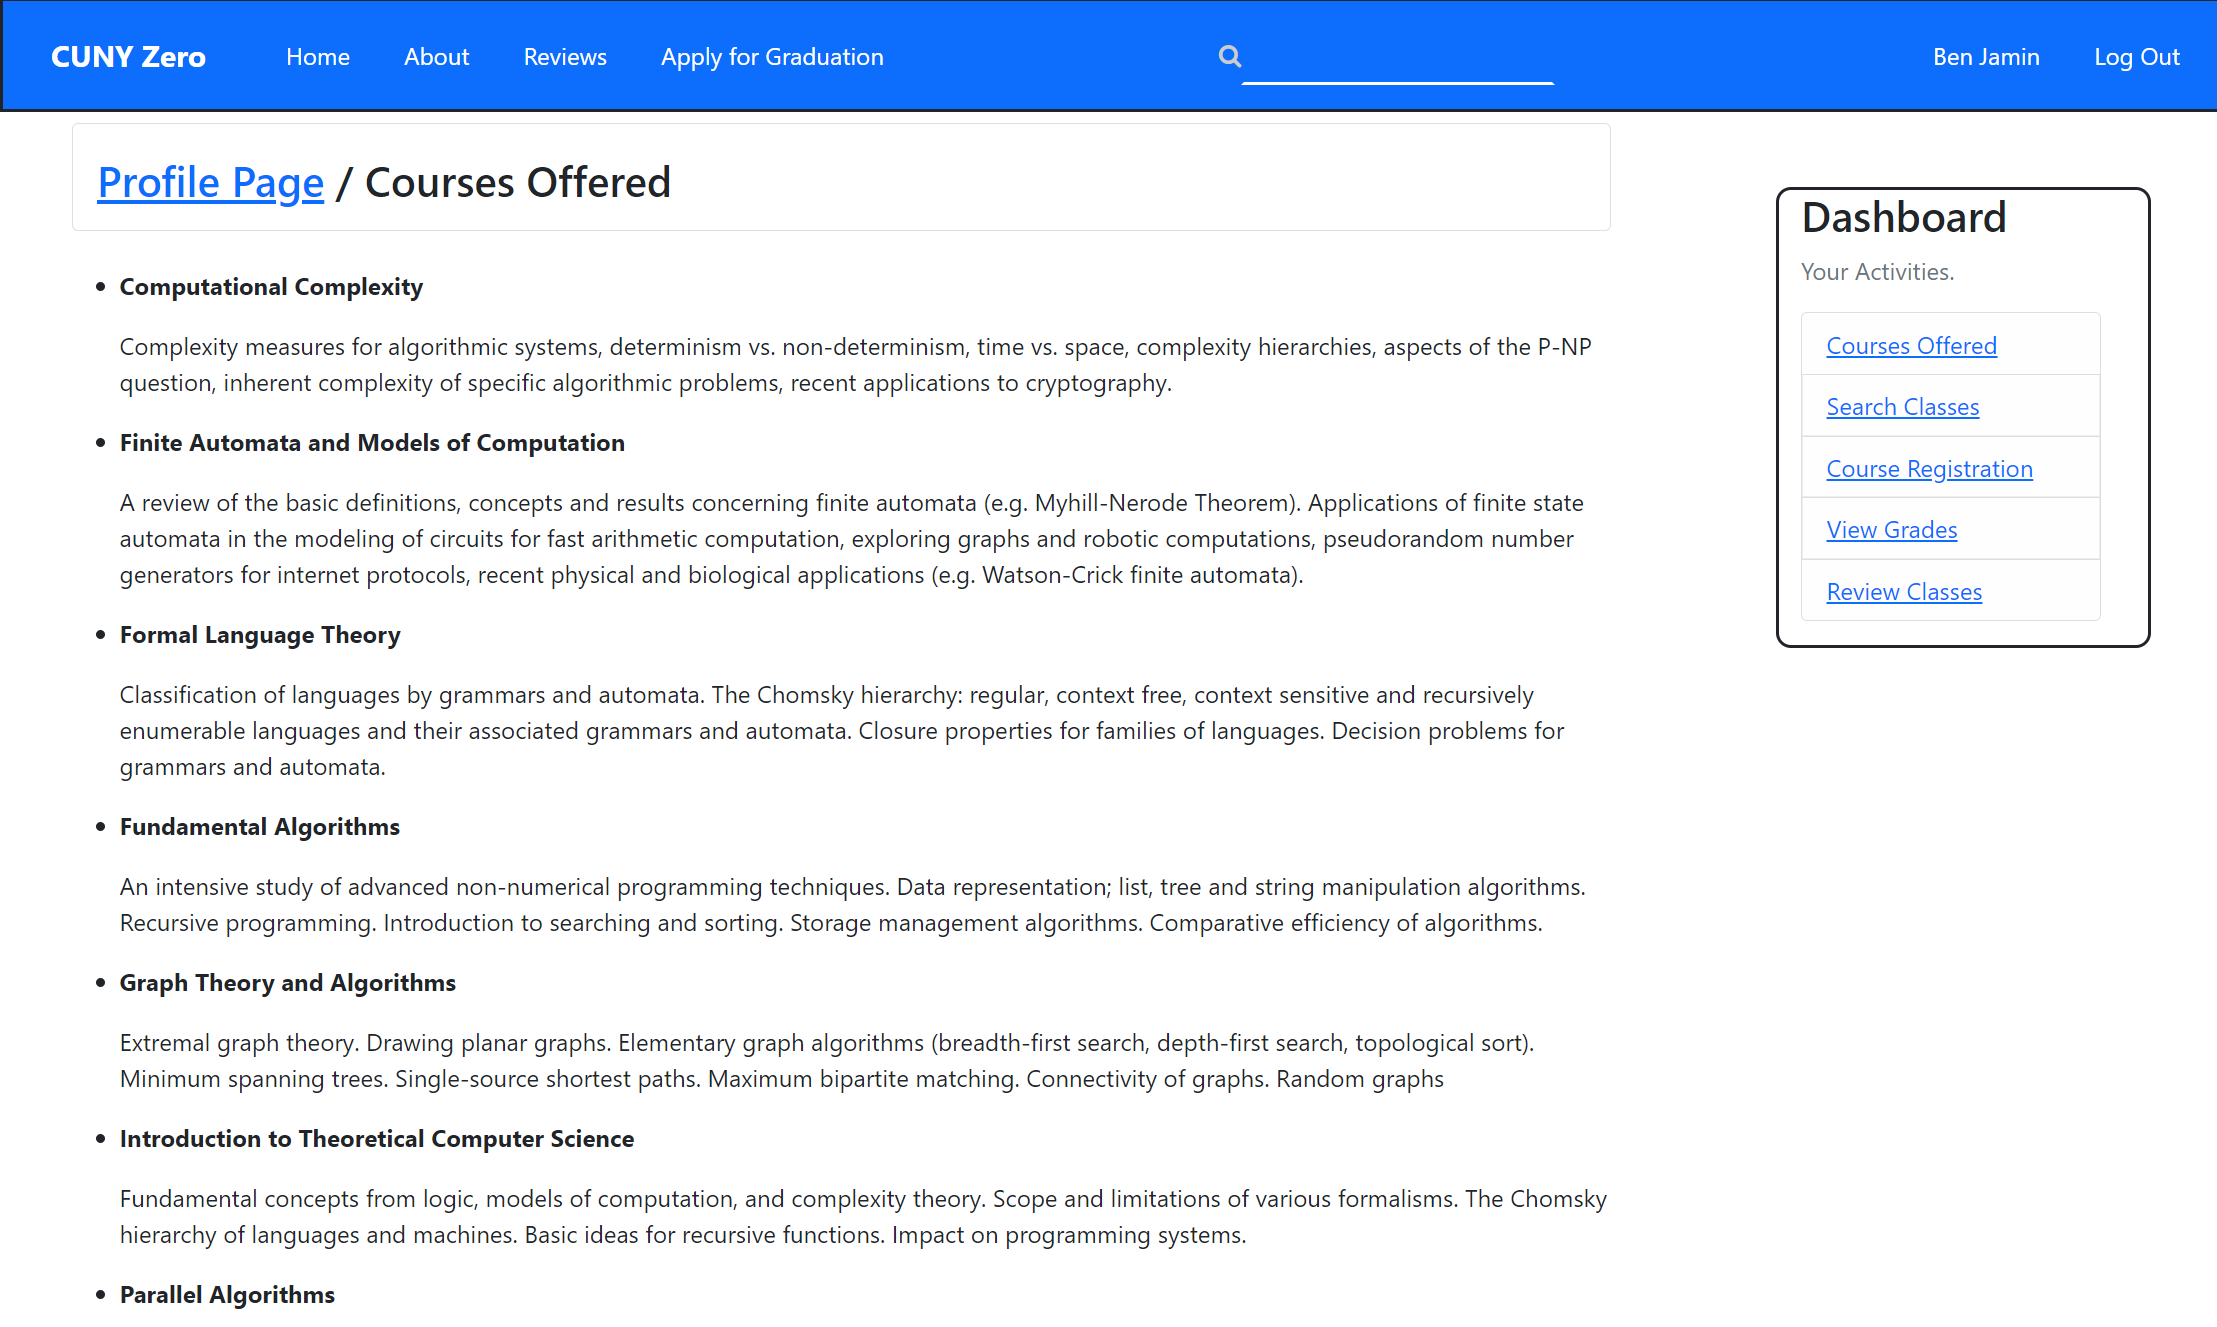 CUNY Zero Home About Reviews Apply for Graduation Ben Jamin Log Out
Profile Page / Courses Offered
• Computational Complexity
Complexity measures for algorithmic systems, determinism vs. non-determinism, time vs. space, complexity hierarchies, aspects of the P-NP
question, inherent complexity of specific algorithmic problems, recent applications to cryptography.
• Finite Automata and Models of Computation
A review of the basic definitions, concepts and results concerning finite automata (e.g. Myhill-Nerode Theorem). Applications of finite state
automata in the modeling of circuits for fast arithmetic computation, exploring graphs and robotic computations, pseudorandom number
generators for internet protocols, recent physical and biological applications (e.g. Watson-Crick finite automata).
• Formal Language Theory
Classification of languages by grammars and automata. The Chomsky hierarchy: regular, context free, context sensitive and recursively
enumerable languages and their associated grammars and automata. Closure properties for families of languages. Decision problems for
grammars and automata.
• Fundamental Algorithms
An intensive study of advanced non-numerical programming techniques. Data representation; list, tree and string manipulation algorithms.
Recursive programming. Introduction to searching and sorting. Storage management algorithms. Comparative efficiency of algorithms.
• Graph Theory and Algorithms
Extremal graph theory. Drawing planar graphs. Elementary graph algorithms (breadth-first search, depth-first search, topological sort).
Minimum spanning trees. Single-source shortest paths. Maximum bipartite matching. Connectivity of graphs. Random graphs
• Introduction to Theoretical Computer Science
Fundamental concepts from logic, models of computation, and complexity theory. Scope and limitations of various formalisms. The Chomsky
hierarchy of languages and machines. Basic ideas for recursive functions. Impact on programming systems.
• Parallel Algorithms
Dashboard
Your Activities.
Courses Offered
Search Classes
Course Registration
View Grades
Review Classes